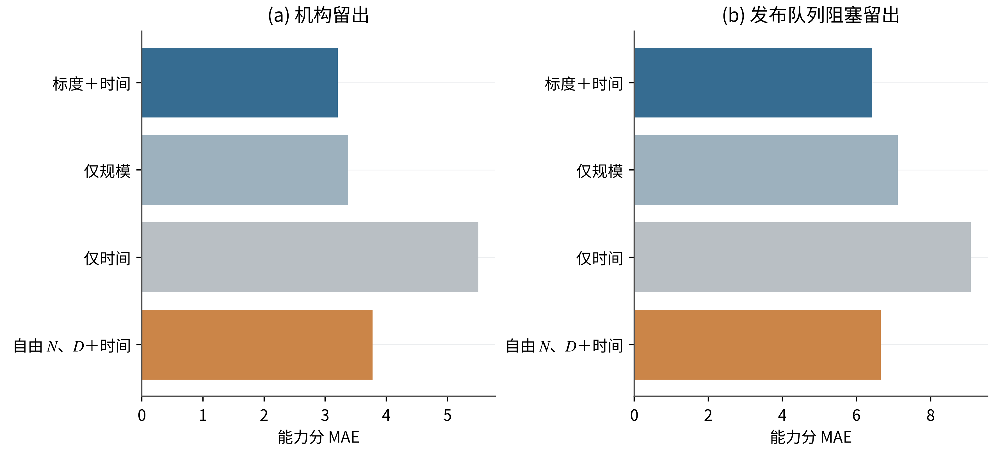 (a) 机构留出
标度＋时间
仅规模
仅时间
自由 N、D＋时间
0 1 2 3 4 5
能力分 MAE
(b) 发布队列阻塞留出
标度＋时间
仅规模
仅时间
自由 N、D＋时间
0 2 4 6 8
能力分 MAE